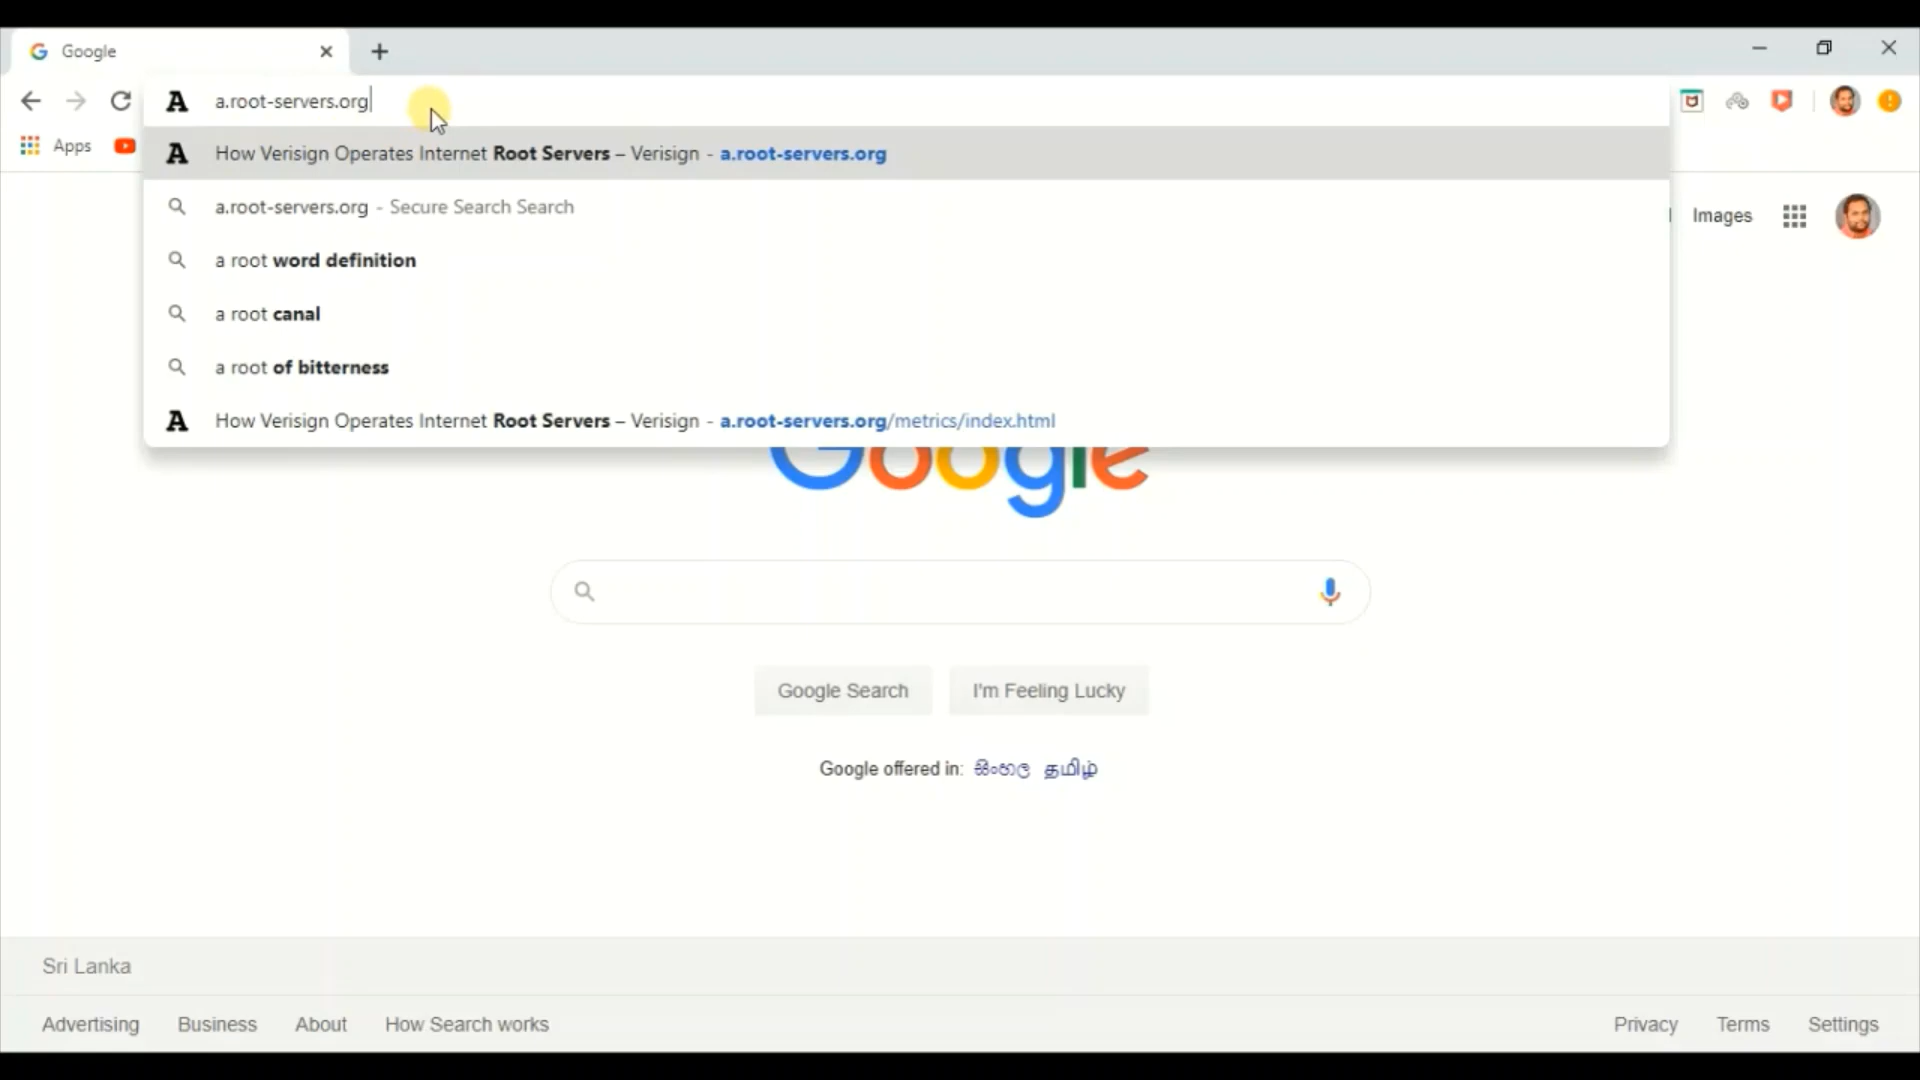 Google
a.root-servers.org
Apps
How Verisign Operates Internet Root Servers – Verisign - a.root-servers.org
a.root-servers.org - Secure Search Search
Images
a root word definition
a root canal
a root of bitterness
How Verisign Operates Internet Root Servers – Verisign - a.root-servers.org/metrics/index.html
Google
Google Search
I'm Feeling Lucky
Google offered in: සිංහල தமிழ்
Sri Lanka
Advertising
Business
About
How Search works
Privacy
Terms
Settings